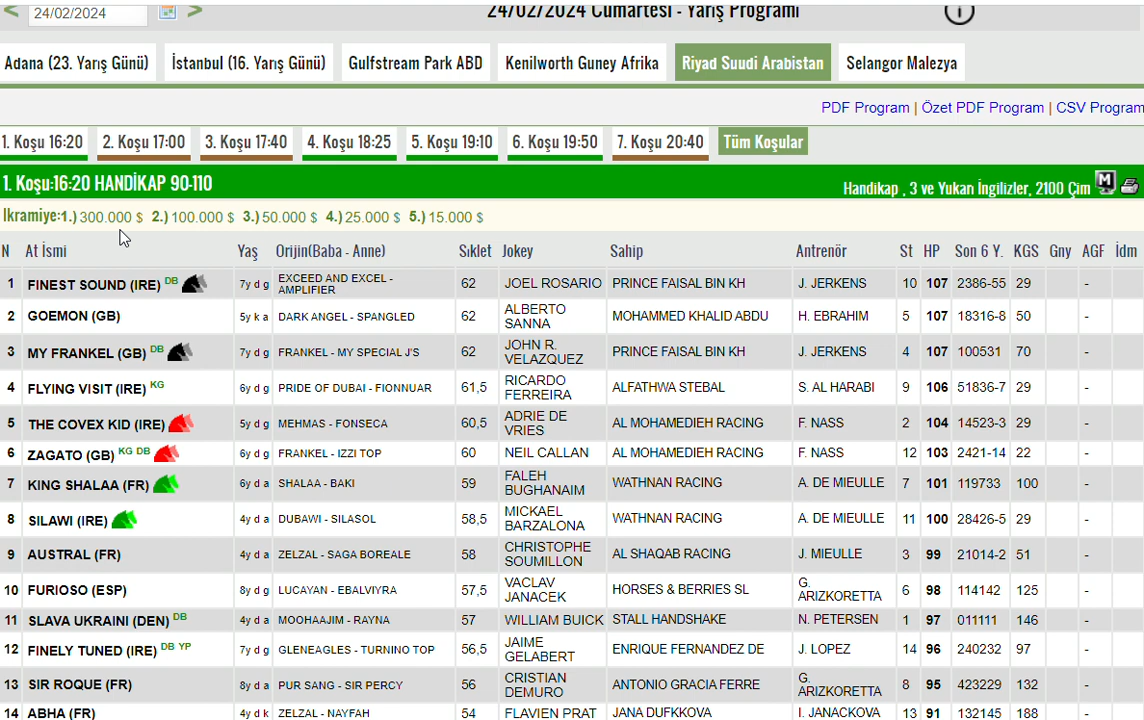 24/02/2024
24/02/2024 Cumartesi - Yarış Programı
Adana (23. Yarış Günü) İstanbul (16. Yarış Günü) Gulfstream Park ABD Kenilworth Guney Afrika Riyad Suudi Arabistan Selangor Malezya
PDF Program | Özet PDF Program | CSV Program
1. Koşu 16:20 2. Koşu 17:00 3. Koşu 17:40 4. Koşu 18:25 5. Koşu 19:10 6. Koşu 19:50 7. Koşu 20:40 Tüm Koşular
1. Koşu:16:20 HANDİKAP 90-110
Handikap , 3 ve Yukarı İngilizler, 2100 Çim M
İkramiye:1.) 300.000 $ 2.) 100.000 $ 3.) 50.000 $ 4.) 25.000 $ 5.) 15.000 $
N At İsmi Yaş Orijin(Baba - Anne) Sıklet Jokey Sahip Antrenör St HP Son 6 Y. KGS Gny AGF İdm
1 FINEST SOUND (IRE) DB 7y d g EXCEED AND EXCEL - AMPLIFIER 62 JOEL ROSARIO PRINCE FAISAL BIN KH J. JERKENS 10 107 2386-55 29 -
2 GOEMON (GB) 5y k a DARK ANGEL - SPANGLED 62 ALBERTO SANNA MOHAMMED KHALID ABDU H. EBRAHIM 5 107 18316-8 50 -
3 MY FRANKEL (GB) DB 7y d g FRANKEL - MY SPECIAL J'S 62 JOHN R. VELAZQUEZ PRINCE FAISAL BIN KH J. JERKENS 4 107 100531 70 -
4 FLYING VISIT (IRE) KG 6y d g PRIDE OF DUBAI - FIONNUAR 61,5 RICARDO FERREIRA ALFATHWA STEBAL S. AL HARABI 9 106 51836-7 29 -
5 THE COVEX KID (IRE) 5y d g MEHMAS - FONSECA 60,5 ADRIE DE VRIES AL MOHAMEDIEH RACING F. NASS 2 104 14523-3 29 -
6 ZAGATO (GB) KG DB 6y d g FRANKEL - IZZI TOP 60 NEIL CALLAN AL MOHAMEDIEH RACING F. NASS 12 103 2421-14 22 -
7 KING SHALAA (FR) 6y d a SHALAA - BAKI 59 FALEH BUGHANAIM WATHNAN RACING A. DE MIEULLE 7 101 119733 100 -
8 SILAWI (IRE) 4y d a DUBAWI - SILASOL 58,5 MICKAEL BARZALONA WATHNAN RACING A. DE MIEULLE 11 100 28426-5 29 -
9 AUSTRAL (FR) 4y d a ZELZAL - SAGA BOREALE 58 CHRISTOPHE SOUMILLON AL SHAQAB RACING J. MIEULLE 3 99 21014-2 51 -
10 FURIOSO (ESP) 8y d g LUCAYAN - EBALVIYRA 57,5 VACLAV JANACEK HORSES & BERRIES SL G. ARIZKORETTA 6 98 114142 125 -
11 SLAVA UKRAINI (DEN) DB 4y d a MOOHAAJIM - RAYNA 57 WILLIAM BUICK STALL HANDSHAKE N. PETERSEN 1 97 011111 146 -
12 FINELY TUNED (IRE) DB YP 7y d g GLENEAGLES - TURNINO TOP 56,5 JAIME GELABERT ENRIQUE FERNANDEZ DE J. LOPEZ 14 96 240232 97 -
13 SIR ROQUE (FR) 8y d a PUR SANG - SIR PERCY 56 CRISTIAN DEMURO ANTONIO GRACIA FERRE G. ARIZKORETTA 8 95 423229 132 -
14 ABHA (FR) 4y d k ZELZAL - NAYFAH 54 FLAVIEN PRAT JANA DUFKKOVA I. JANACKOVA 13 91 132145 188 -